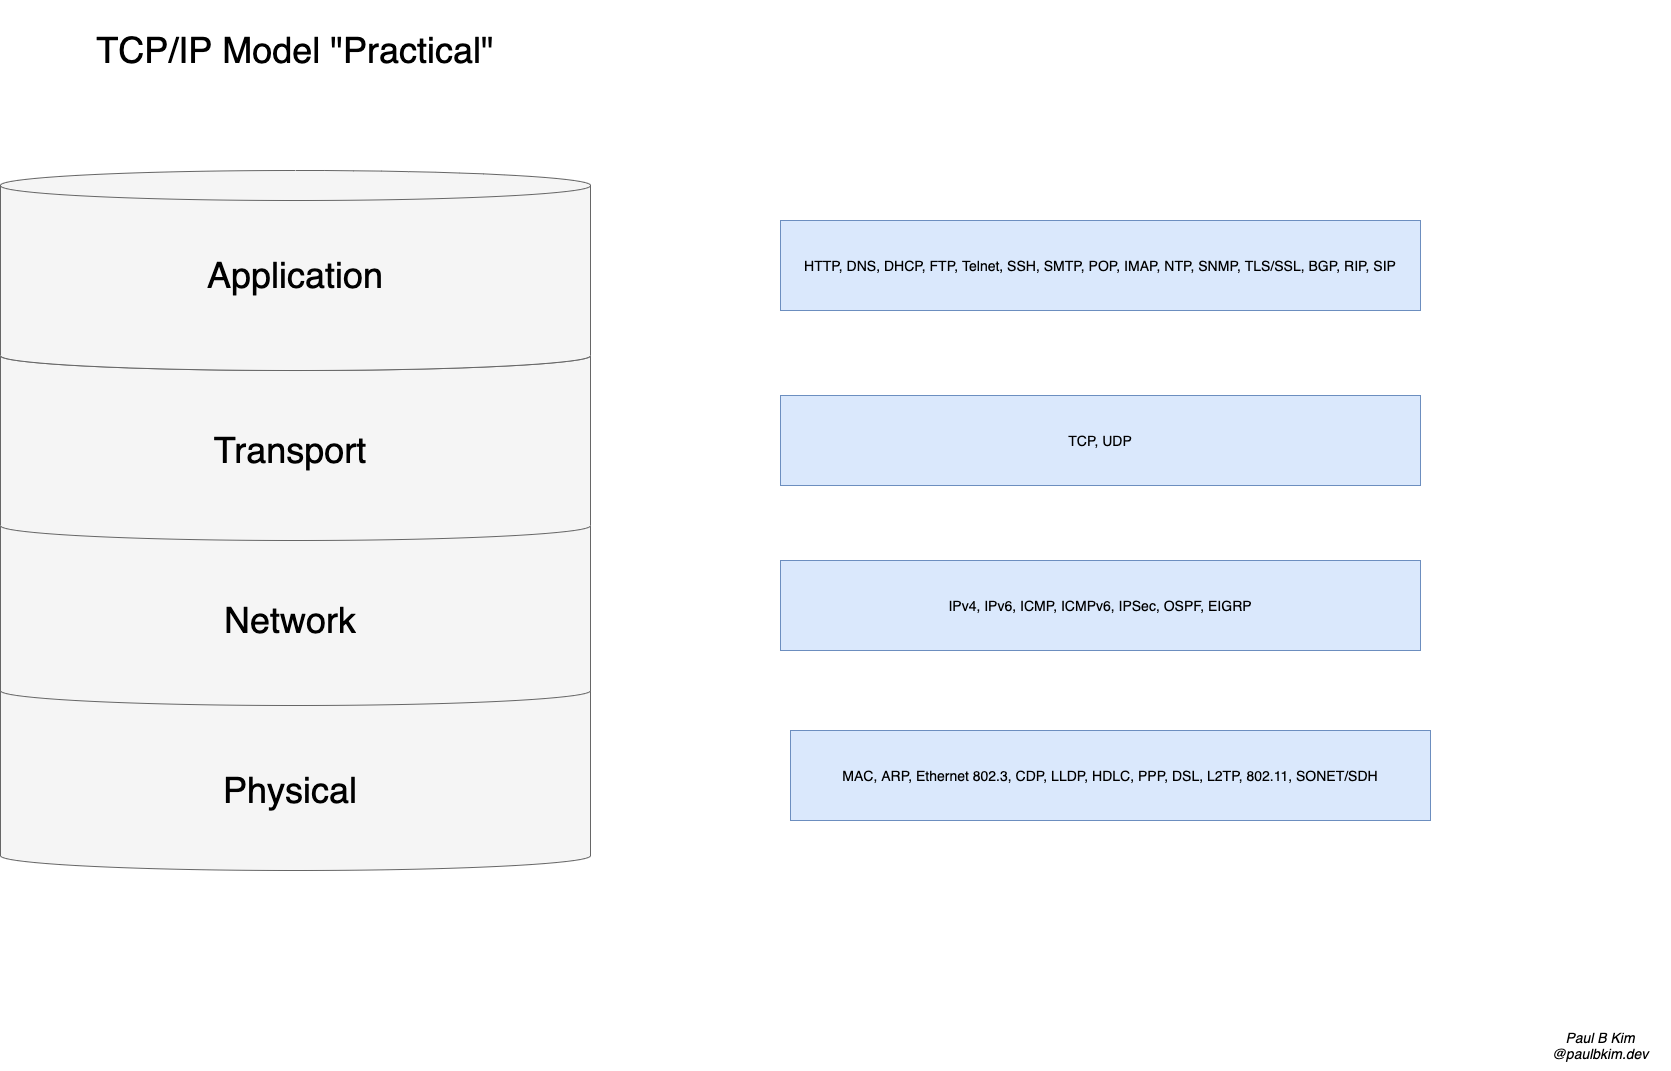 TCP/IP Model "Practical"
Application
HTTP, DNS, DHCP, FTP, Telnet, SSH, SMTP, POP, IMAP, NTP, SNMP, TLS/SSL, BGP, RIP, SIP
Transport
TCP, UDP
Network
IPv4, IPv6, ICMP, ICMPv6, IPSec, OSPF, EIGRP
Physical
MAC, ARP, Ethernet 802.3, CDP, LLDP, HDLC, PPP, DSL, L2TP, 802.11, SONET/SDH
Paul B Kim
@paulbkim.dev